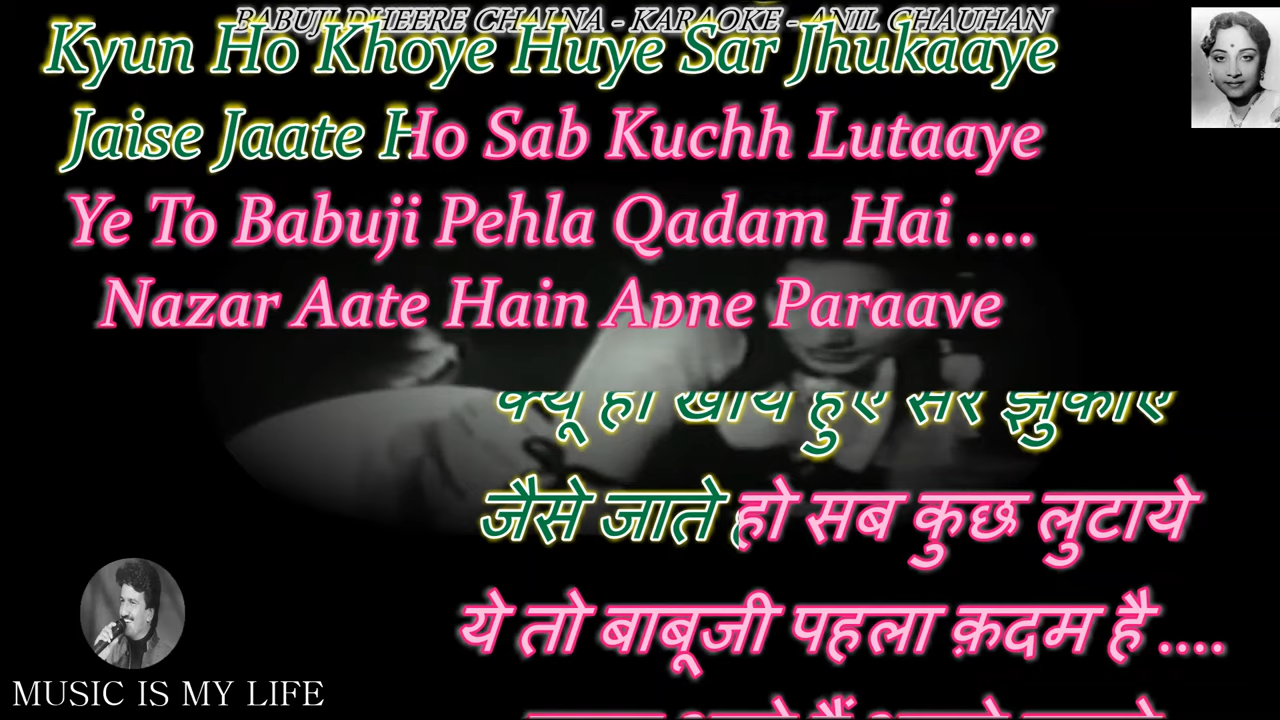 BABUJI DHEERE CHALNA - KARAOKE - ANIL CHAUHAN
Kyun Ho Khoye Huye Sar Jhukaaye
Jaise Jaate Ho Sab Kuchh Lutaaye
Ye To Babuji Pehla Qadam Hai ....
Nazar Aate Hain Apne Paraaye
क्यूँ हो खोये हुए सर झुकाए
जैसे जाते हो सब कुछ लुटाये
ये तो बाबूजी पहला क़दम है ....
MUSIC IS MY LIFE